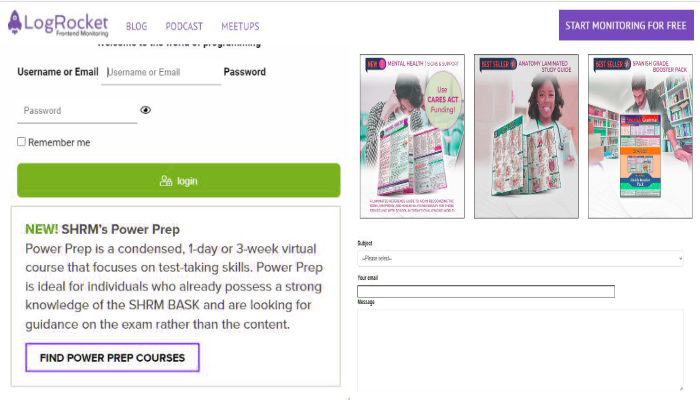 LogRocket
Frontend Monitoring
BLOG
PODCAST
MEETUPS
START MONITORING FOR FREE
Welcome to the world of programming
Username or Email
Username or Email
Password
Password
Remember me
login
NEW! SHRM's Power Prep
Power Prep is a condensed, 1-day or 3-week virtual
course that focuses on test-taking skills. Power Prep
is ideal for individuals who already possess a strong
knowledge of the SHRM BASK and are looking for
guidance on the exam rather than the content.
FIND POWER PREP COURSES
NEW
MENTAL HEALTH | SIGNS & SUPPORT
Use
CARES ACT
Funding!
BEST SELLER
ANATOMY LAMINATED
STUDY GUIDE
BEST SELLER
SPANISH GRADE
BOOSTER PACK
Subject
--Please select--
Your email
Message